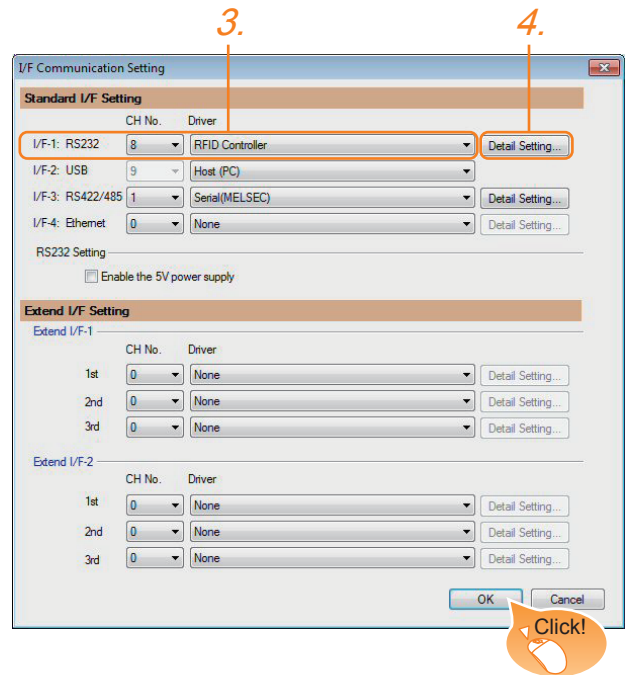 3. 4.
I/F Communication Setting
Standard I/F Setting
CH No. Driver
I/F-1: RS232 8 RFID Controller Detail Setting...
I/F-2: USB 9 Host (PC)
I/F-3: RS422/485 1 Serial(MELSEC) Detail Setting...
I/F-4: Ethernet 0 None Detail Setting...
RS232 Setting
Enable the 5V power supply
Extend I/F Setting
Extend I/F-1
CH No. Driver
1st 0 None Detail Setting...
2nd 0 None Detail Setting...
3rd 0 None Detail Setting...
Extend I/F-2
CH No. Driver
1st 0 None Detail Setting...
2nd 0 None Detail Setting...
3rd 0 None Detail Setting...
OK Cancel
Click!